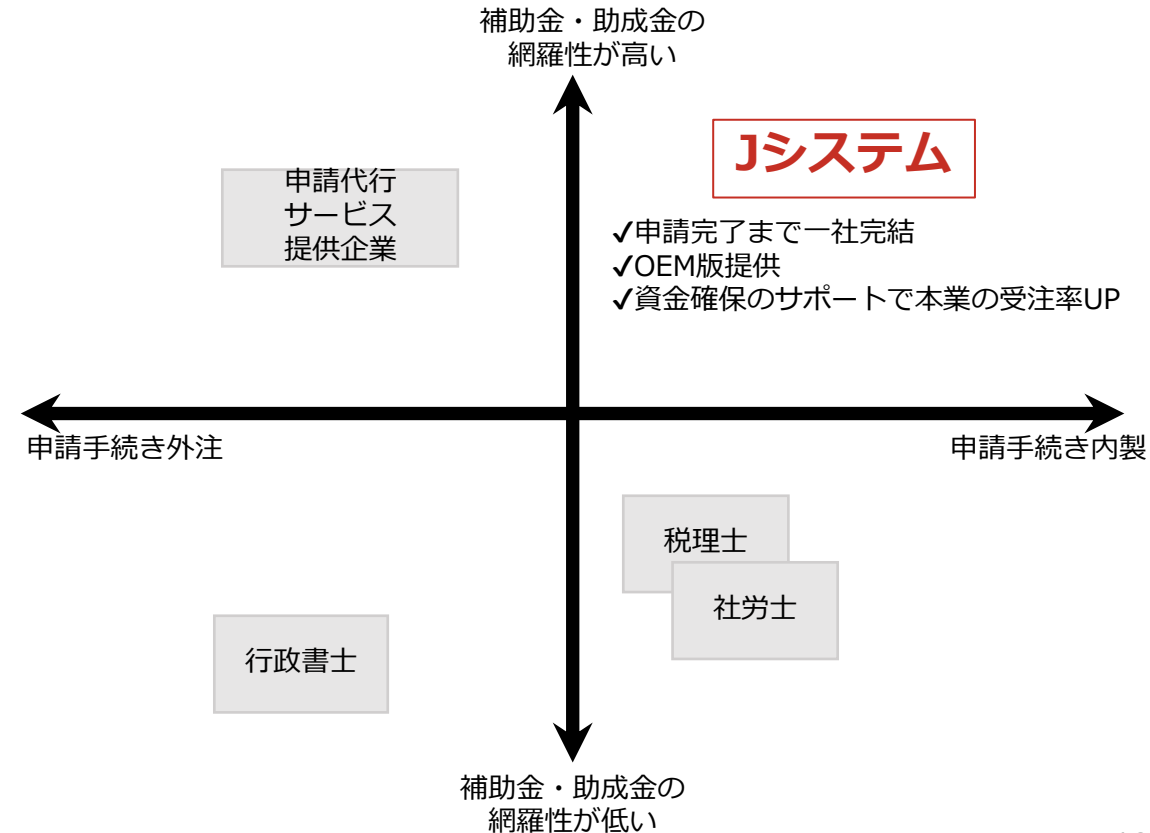 補助金・助成金の
網羅性が高い
Jシステム
申請代行
サービス
提供企業
✓申請完了まで一社完結
✓OEM版提供
✓資金確保のサポートで本業の受注率UP
申請手続き外注
申請手続き内製
税理士
社労士
行政書士
補助金・助成金の
網羅性が低い